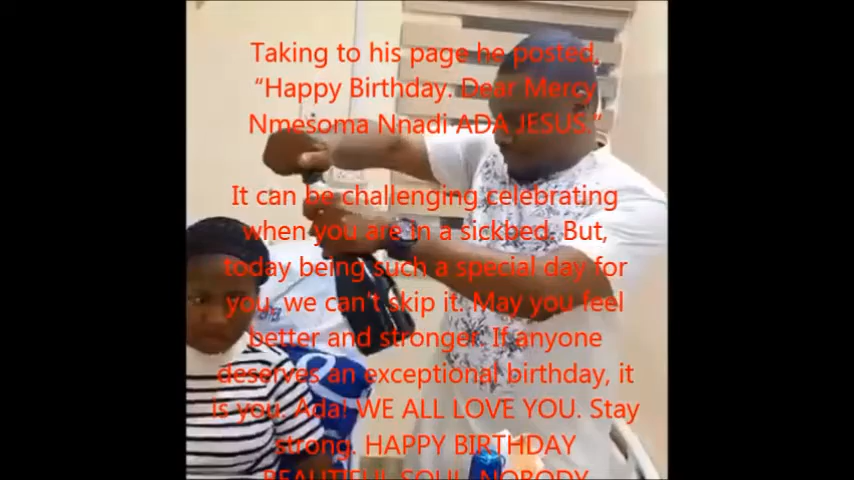 Taking to his page he posted,
“Happy Birthday. Dear Mercy
Nmesoma Nnadi ADA JESUS.”
It can be challenging celebrating
when you are in a sickbed. But,
today being such a special day for
you, we can't skip it. May you feel
better and stronger. If anyone
deserves an exceptional birthday, it
is you. Ada! WE ALL LOVE YOU. Stay
strong. HAPPY BIRTHDAY
BEAUTIFUL SOUL. NOBODY